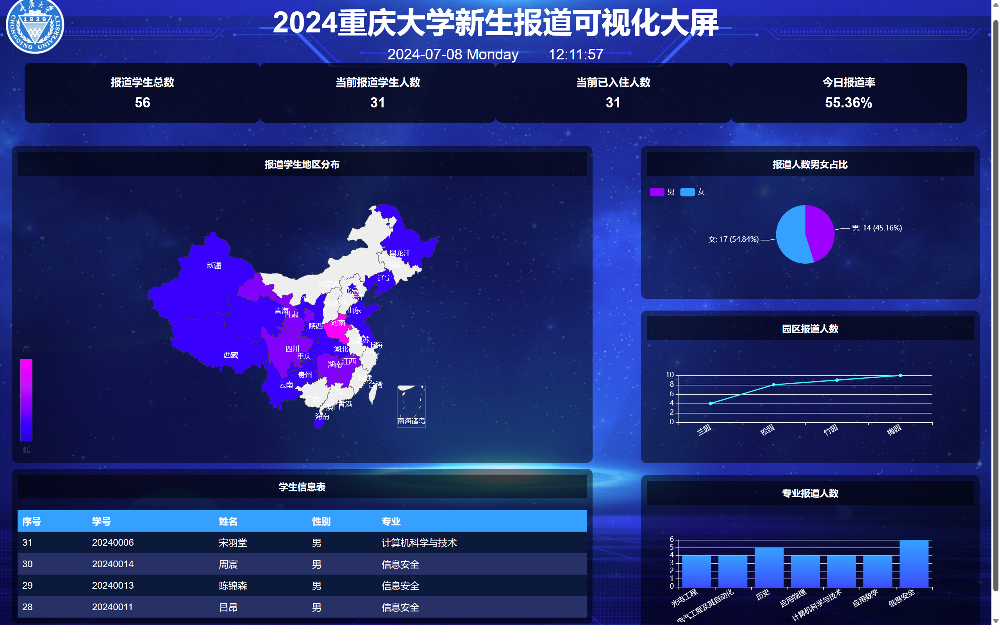 重庆大学
1929
CHONGQING UNIVERSITY
2024重庆大学新生报道可视化大屏
2024-07-08 Monday 12:11:57
报道学生总数
56
当前报道学生人数
31
当前已入住人数
31
今日报道率
55.36%
报道学生地区分布
黑龙江
吉林
新疆
辽宁
内蒙古
北京
天津
宁夏
山西
河北
山东
青海
甘肃
河南
陕西
江苏
安徽
上海
四川
湖北
浙江
西藏
重庆
湖南
江西
贵州
福建
云南
台湾
广东
广西
香港
澳门
海南
南海诸岛
高
低
报道人数男女占比
男 女
男: 14 (45.16%)
女: 17 (54.84%)
园区报道人数
10
8
6
4
2
0
兰园 松园 竹园 梅园
学生信息表
序号 学号 姓名 性别 专业
31 20240006 宋羽堂 男 计算机科学与技术
30 20240014 周宸 男 信息安全
29 20240013 陈锦森 男 信息安全
28 20240011 吕昂 男 信息安全
专业报道人数
6
5
4
3
2
1
0
光电工程 电气工程及其自动化 历史 应用物理 计算机科学与技术 应用数学 信息安全